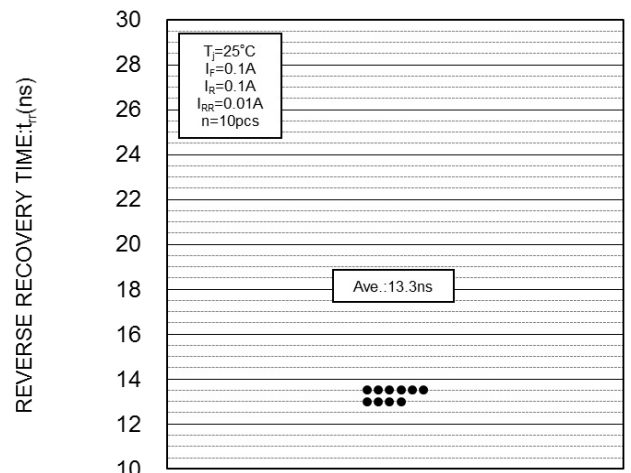 REVERSE RECOVERY TIME:trr(ns)
30
28
26
24
22
20
18
16
14
12
10
Tj=25°C
IF=0.1A
IR=0.1A
IRR=0.01A
n=10pcs
Ave.:13.3ns